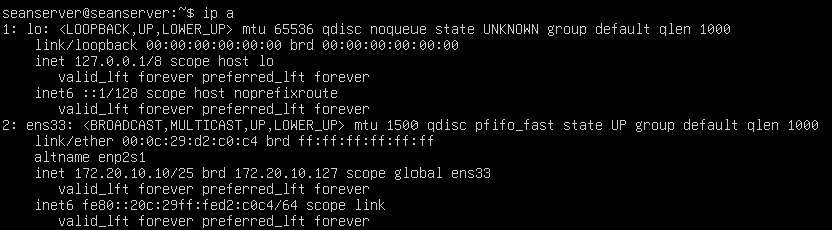 seanserver@seanserver:~$ ip a
1: lo: <LOOPBACK,UP,LOWER_UP> mtu 65536 qdisc noqueue state UNKNOWN group default qlen 1000
link/loopback 00:00:00:00:00:00 brd 00:00:00:00:00:00
inet 127.0.0.1/8 scope host lo
valid_lft forever preferred_lft forever
inet6 ::1/128 scope host noprefixroute
valid_lft forever preferred_lft forever
2: ens33: <BROADCAST,MULTICAST,UP,LOWER_UP> mtu 1500 qdisc pfifo_fast state UP group default qlen 1000
link/ether 00:0c:29:d2:c0:c4 brd ff:ff:ff:ff:ff:ff
altname enp2s1
inet 172.20.10.10/25 brd 172.20.10.127 scope global ens33
valid_lft forever preferred_lft forever
inet6 fe80::20c:29ff:fed2:c0c4/64 scope link
valid_lft forever preferred_lft forever